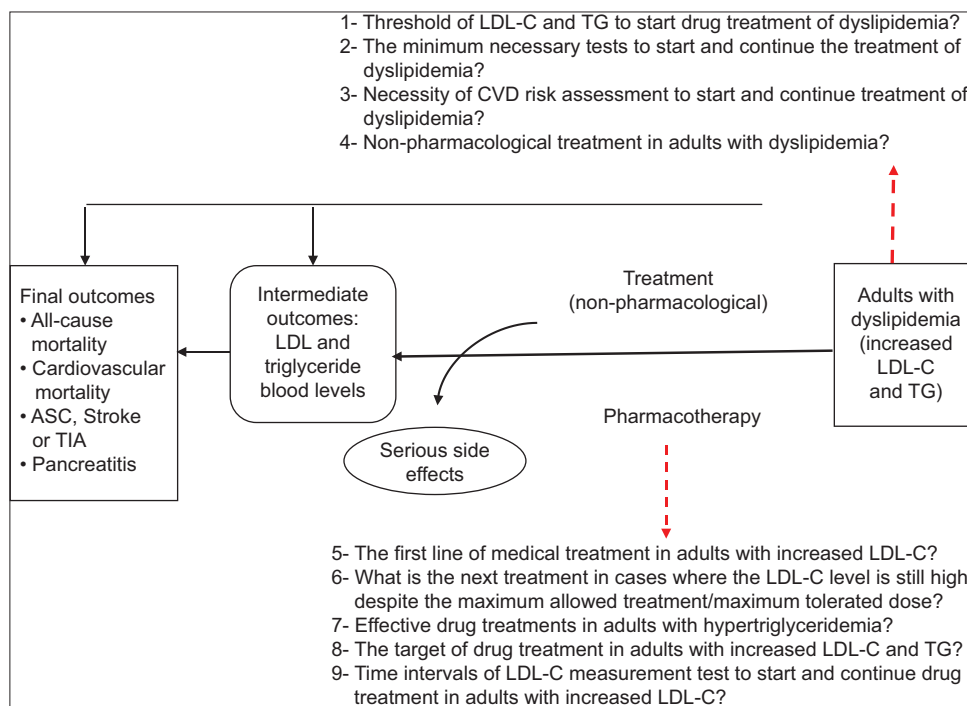 1- Threshold of LDL-C and TG to start drug treatment of dyslipidemia?
2- The minimum necessary tests to start and continue the treatment of
dyslipidemia?
3- Necessity of CVD risk assessment to start and continue treatment of
dyslipidemia?
4- Non-pharmacological treatment in adults with dyslipidemia?
Final outcomes
• All-cause
mortality
• Cardiovascular
mortality
• ASC, Stroke
or TIA
• Pancreatitis
Intermediate
outcomes:
LDL and
triglyceride
blood levels
Treatment
(non-pharmacological)
Adults with
dyslipidemia
(increased
LDL-C
and TG)
Serious side
effects
Pharmacotherapy
5- The first line of medical treatment in adults with increased LDL-C?
6- What is the next treatment in cases where the LDL-C level is still high
despite the maximum allowed treatment/maximum tolerated dose?
7- Effective drug treatments in adults with hypertriglyceridemia?
8- The target of drug treatment in adults with increased LDL-C and TG?
9- Time intervals of LDL-C measurement test to start and continue drug
treatment in adults with increased LDL-C?